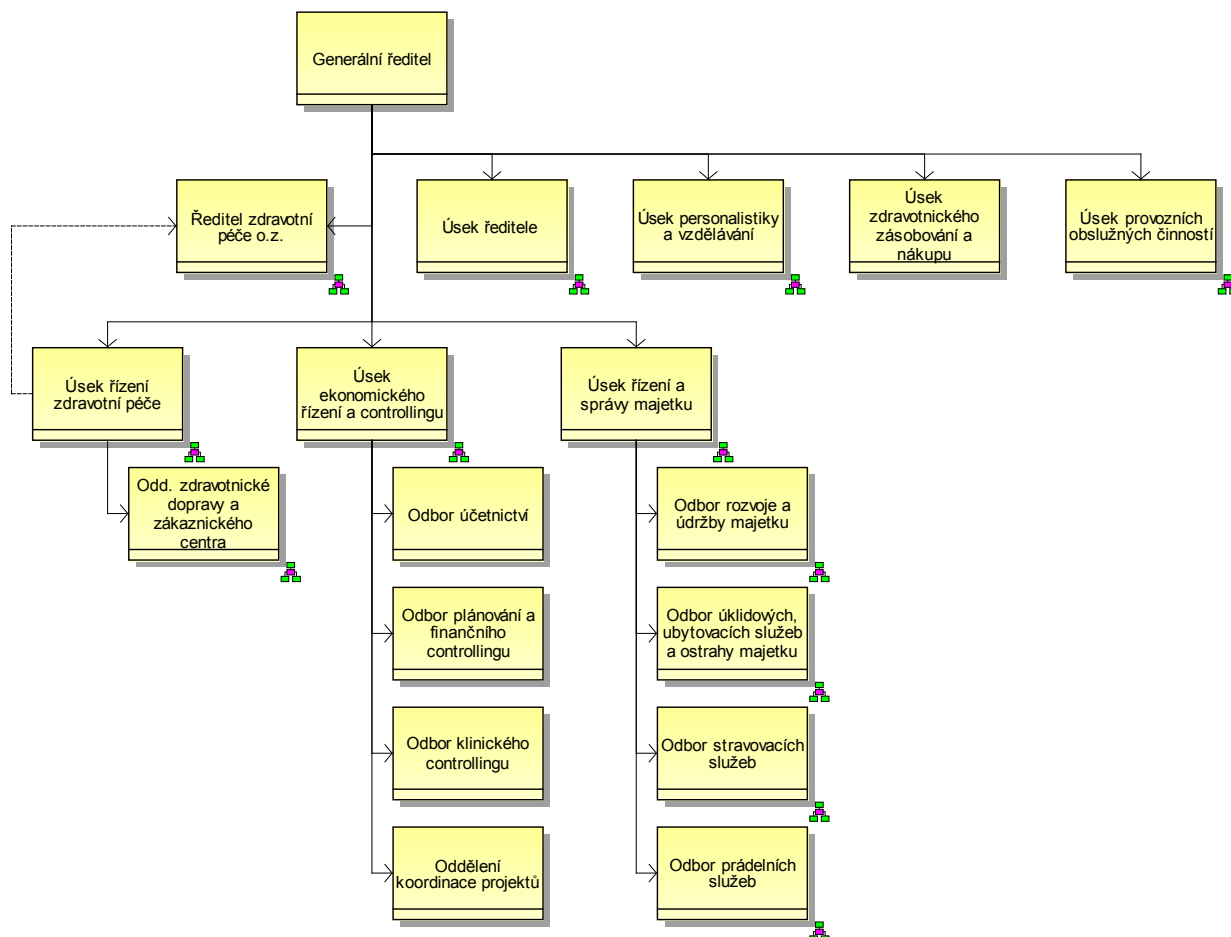 Generální ředitel
Ředitel zdravotní
péče o.z.
Úsek ředitele
Úsek personalistiky
a vzdělávání
Úsek
zdravotnického
zásobování a
nákupu
Úsek provozních
obslužných činností
Úsek řízení
zdravotní péče
Úsek
ekonomického
řízení a controllingu
Úsek řízení a
správy majetku
Odd. zdravotnické
dopravy a
zákaznického
centra
Odbor účetnictví
Odbor rozvoje a
údržby majetku
Odbor plánování a
finančního
controllingu
Odbor úklidových,
ubytovacích služeb
a ostrahy majetku
Odbor klinického
controllingu
Odbor stravovacích
služeb
Oddělení
koordinace projektů
Odbor prádelních
služeb